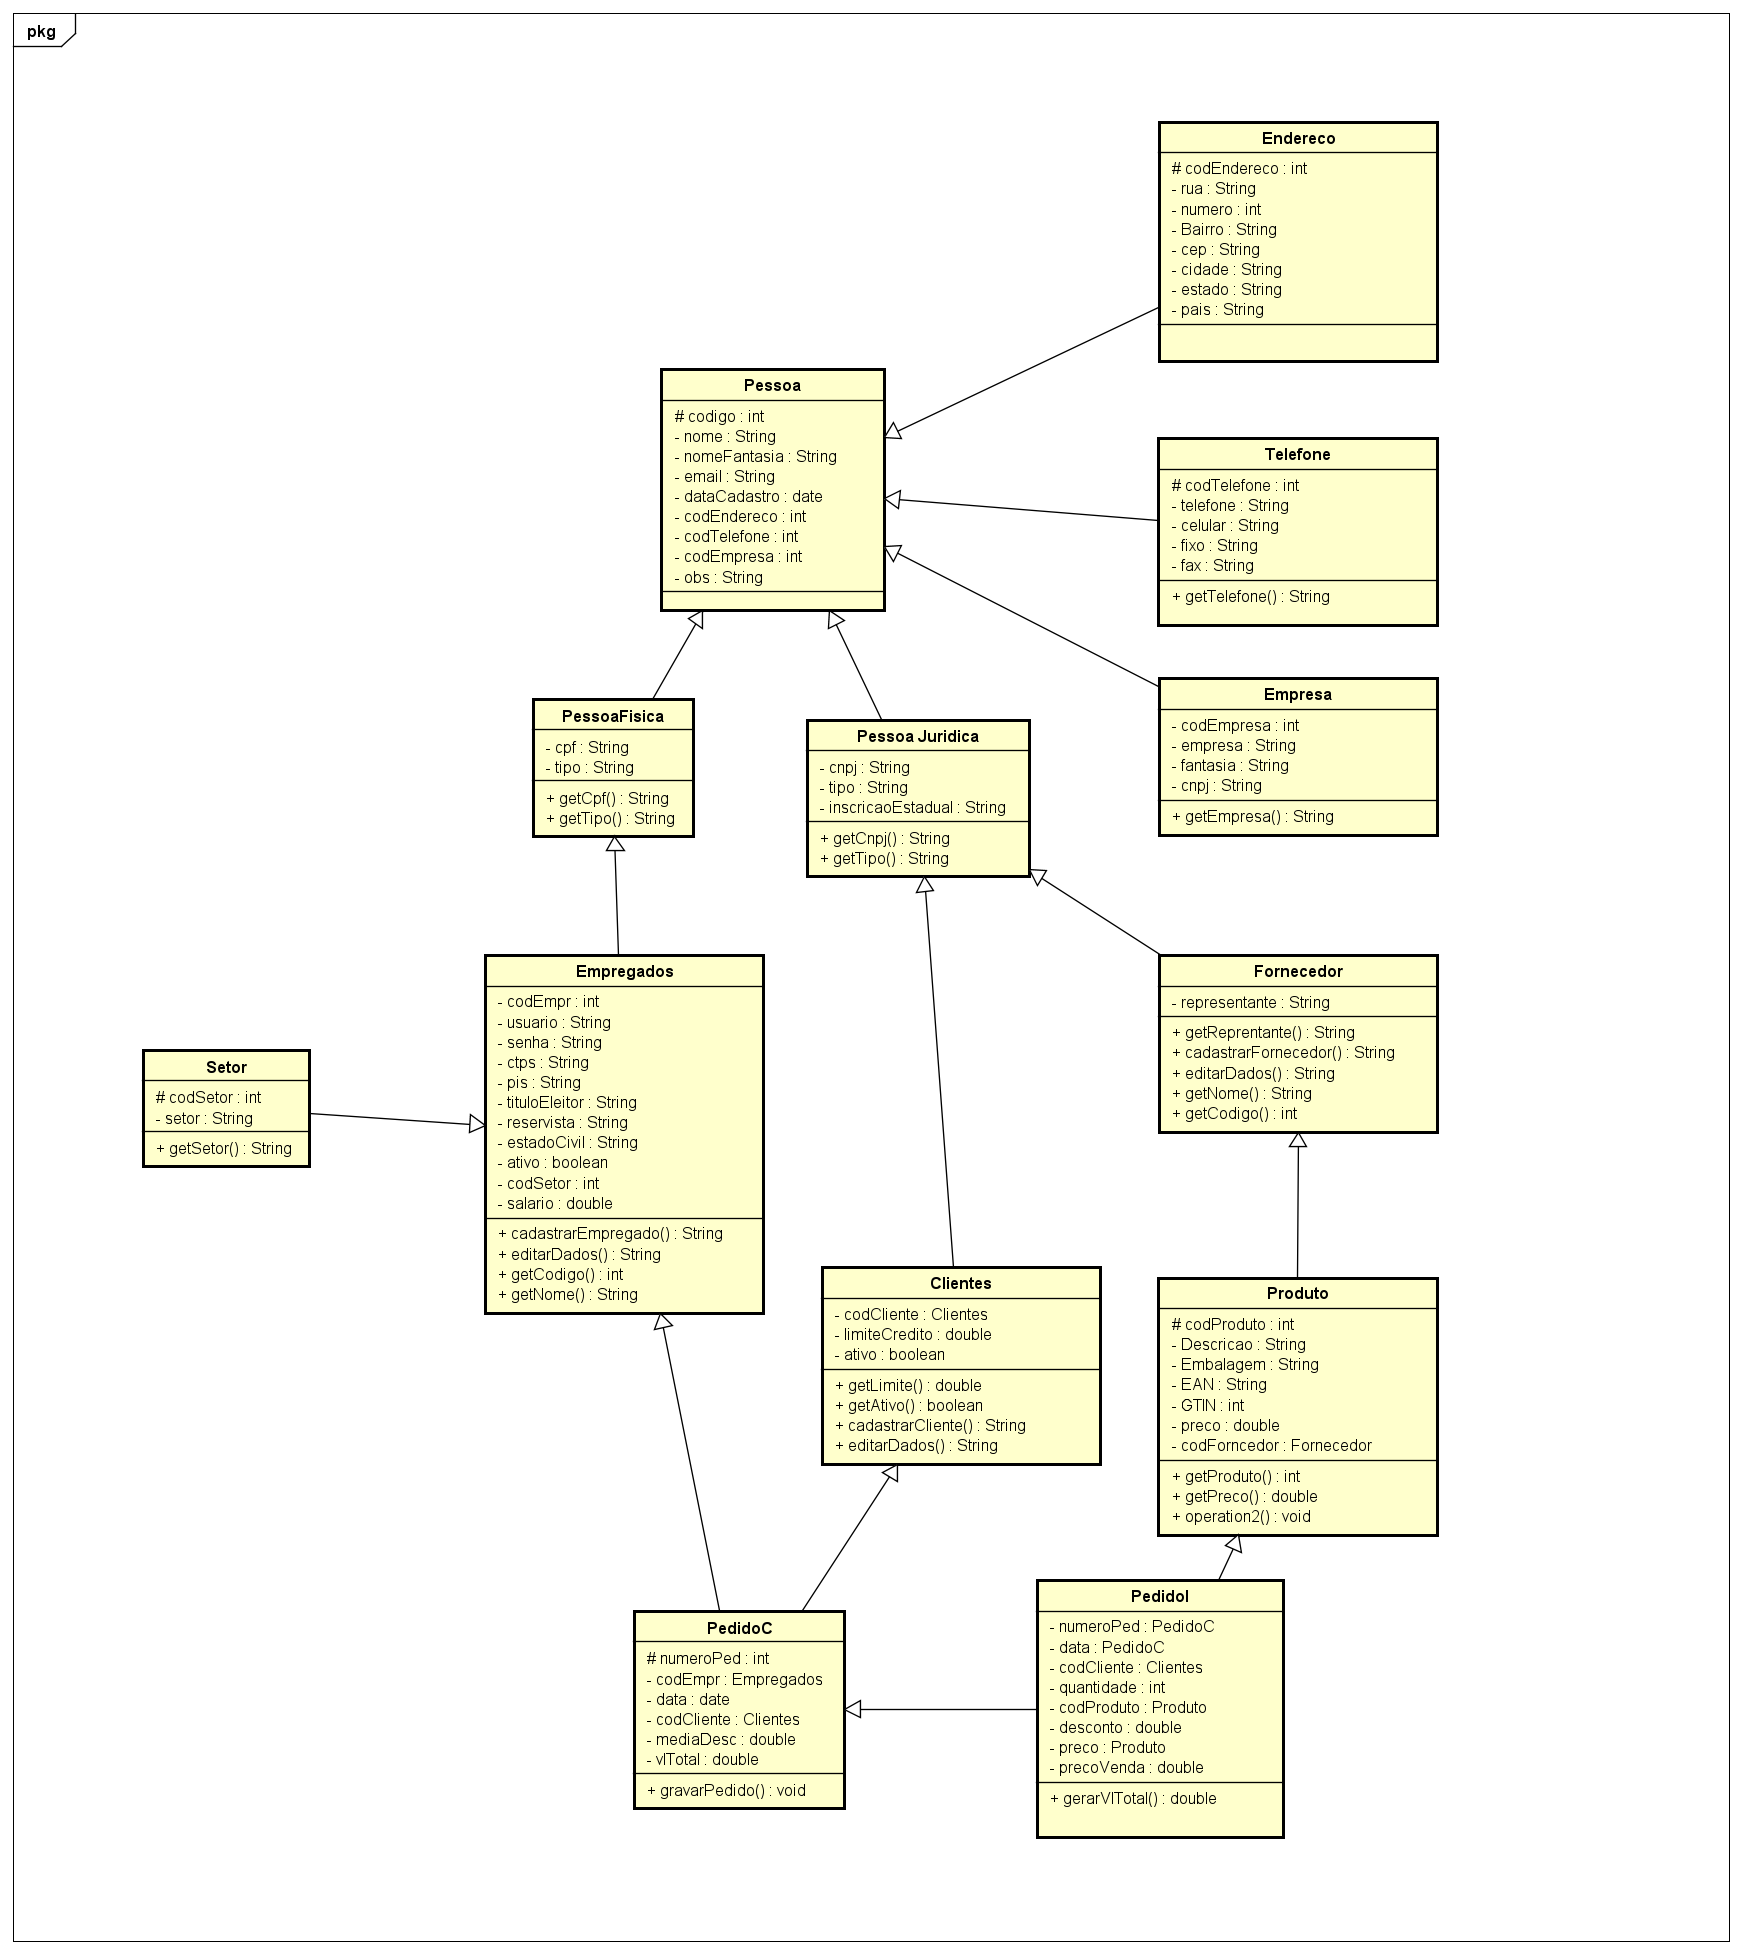 pkg
Endereco
# codEndereco : int
- rua : String
- numero : int
- Bairro : String
- cep : String
- cidade : String
- estado : String
- pais : String
Pessoa
# codigo : int
- nome : String
- nomeFantasia : String
- email : String
- dataCadastro : date
- codEndereco : int
- codTelefone : int
- codEmpresa : int
- obs : String
Telefone
# codTelefone : int
- telefone : String
- celular : String
- fixo : String
- fax : String
+ getTelefone() : String
Empresa
- codEmpresa : int
- empresa : String
- fantasia : String
- cnpj : String
+ getEmpresa() : String
PessoaFisica
- cpf : String
- tipo : String
+ getCpf() : String
+ getTipo() : String
Pessoa Juridica
- cnpj : String
- tipo : String
- inscricaoEstadual : String
+ getCnpj() : String
+ getTipo() : String
Empregados
- codEmpr : int
- usuario : String
- senha : String
- ctps : String
- pis : String
- tituloEleitor : String
- reservista : String
- estadoCivil : String
- ativo : boolean
- codSetor : int
- salario : double
+ cadastrarEmpregado() : String
+ editarDados() : String
+ getCodigo() : int
+ getNome() : String
Fornecedor
- representante : String
+ getReprentante() : String
+ cadastrarFornecedor() : String
+ editarDados() : String
+ getNome() : String
+ getCodigo() : int
Setor
# codSetor : int
- setor : String
+ getSetor() : String
Clientes
- codCliente : Clientes
- limiteCredito : double
- ativo : boolean
+ getLimite() : double
+ getAtivo() : boolean
+ cadastrarCliente() : String
+ editarDados() : String
Produto
# codProduto : int
- Descricao : String
- Embalagem : String
- EAN : String
- GTIN : int
- preco : double
- codForncedor : Fornecedor
+ getProduto() : int
+ getPreco() : double
+ operation2() : void
PedidoC
# numeroPed : int
- codEmpr : Empregados
- data : date
- codCliente : Clientes
- mediaDesc : double
- vlTotal : double
+ gravarPedido() : void
PedidoI
- numeroPed : PedidoC
- data : PedidoC
- codCliente : Clientes
- quantidade : int
- codProduto : Produto
- desconto : double
- preco : Produto
- precoVenda : double
+ gerarVlTotal() : double